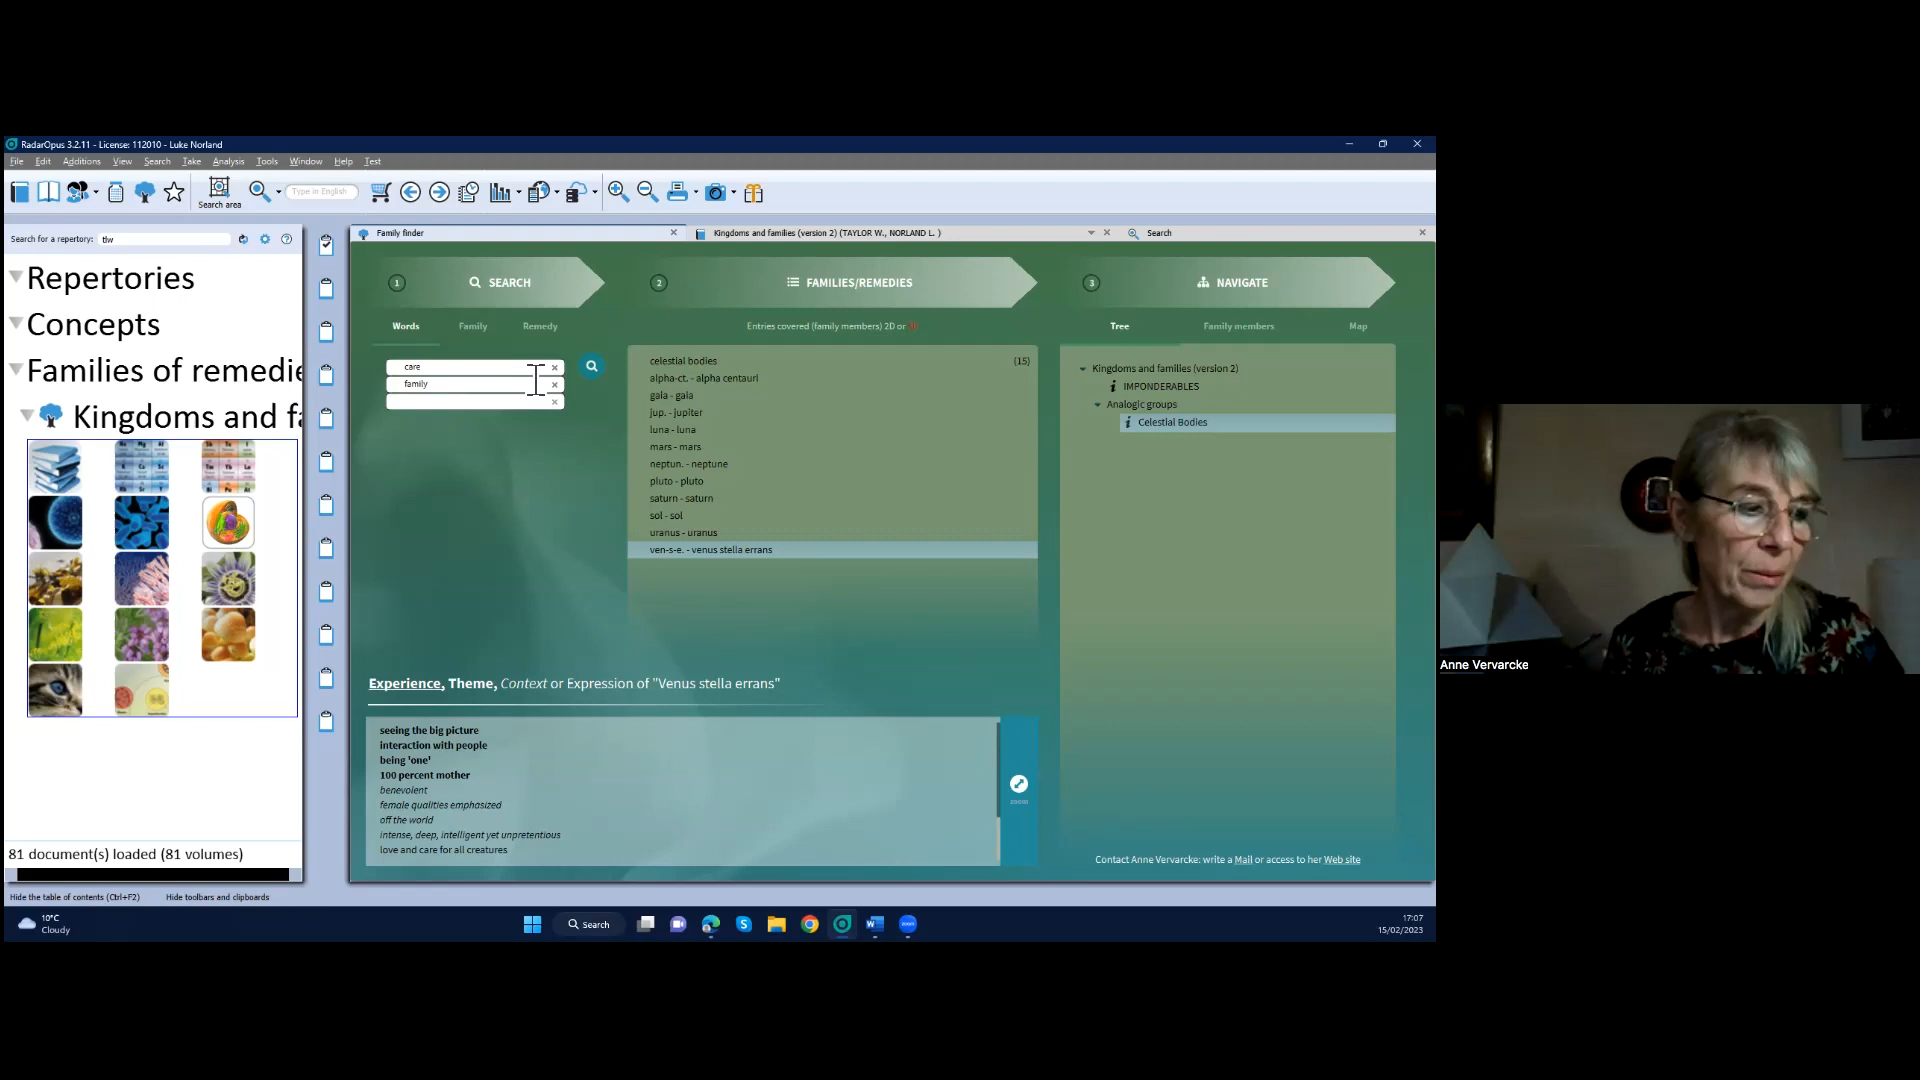 RadarOpus 3.2.11 - License: 112010 - Luke Norland
File Edit Additions View Search Take Analysis Tools Window Help Test
Type in English
Search area
Search for a repertory: tlw
Repertories
Concepts
Families of remedie
Kingdoms and fa
81 document(s) loaded (81 volumes)
Hide the table of contents (Ctrl+F2) Hide toolbars and clipboards
Family finder
Kingdoms and families (version 2) (TAYLOR W., NORLAND L. )
Search
1 SEARCH
Words Family Remedy
care
family
2 FAMILIES/REMEDIES
Entries covered (family members) 2D or
celestial bodies (15)
alpha-ct. - alpha centauri
gaia - gaia
jup. - jupiter
luna - luna
mars - mars
neptun. - neptune
pluto - pluto
saturn - saturn
sol - sol
uranus - uranus
ven-s-e. - venus stella errans
3 NAVIGATE
Tree Family members Map
Kingdoms and families (version 2)
IMPONDERABLES
Analogic groups
Celestial Bodies
Experience, Theme, Context or Expression of "Venus stella errans"
seeing the big picture
interaction with people
being 'one'
100 percent mother
benevolent
female qualities emphasized
off the world
intense, deep, intelligent yet unpretentious
love and care for all creatures
Contact Anne Vervarcke: write a Mail or access to her Web site
10°C
Cloudy
Search
17:07
15/02/2023
Anne Vervarcke